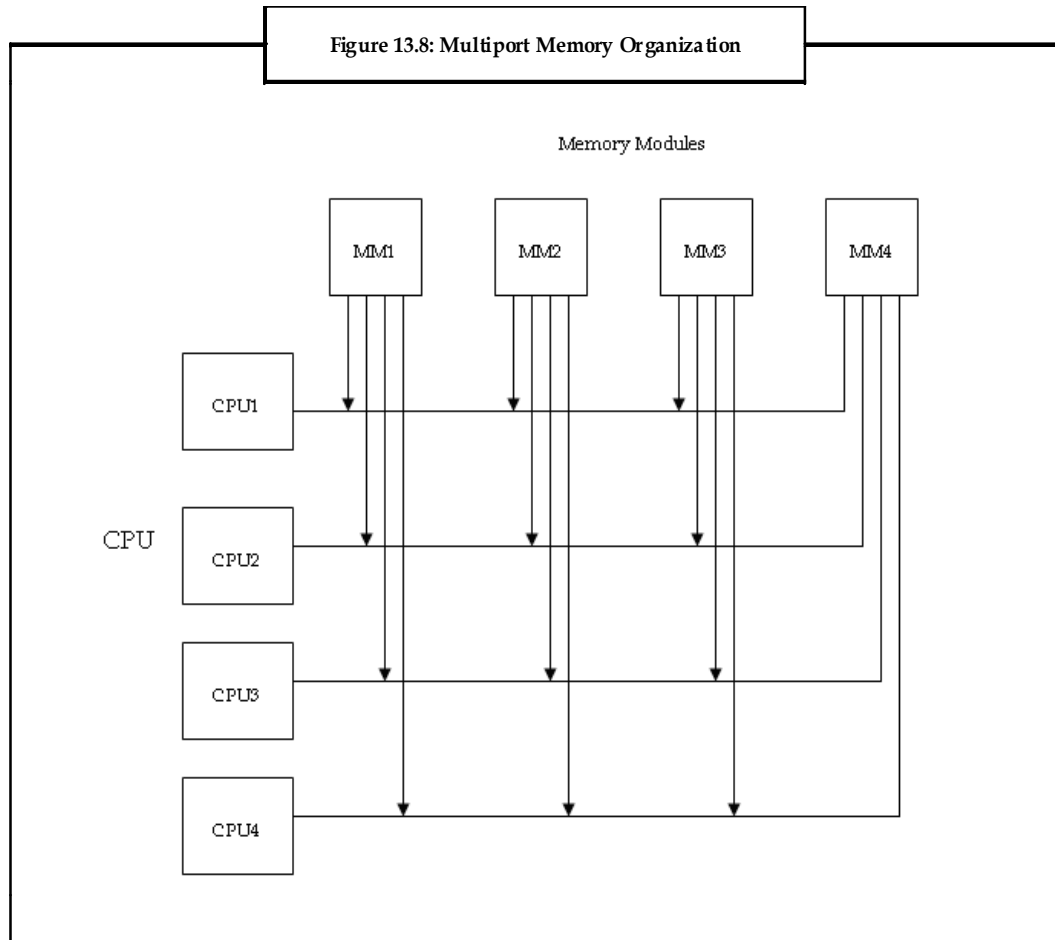 Figure 13.8: Multiport Memory Organization
Memory Modules
MM1
MM2
MM3
MM4
CPU1
CPU
CPU2
CPU3
CPU4